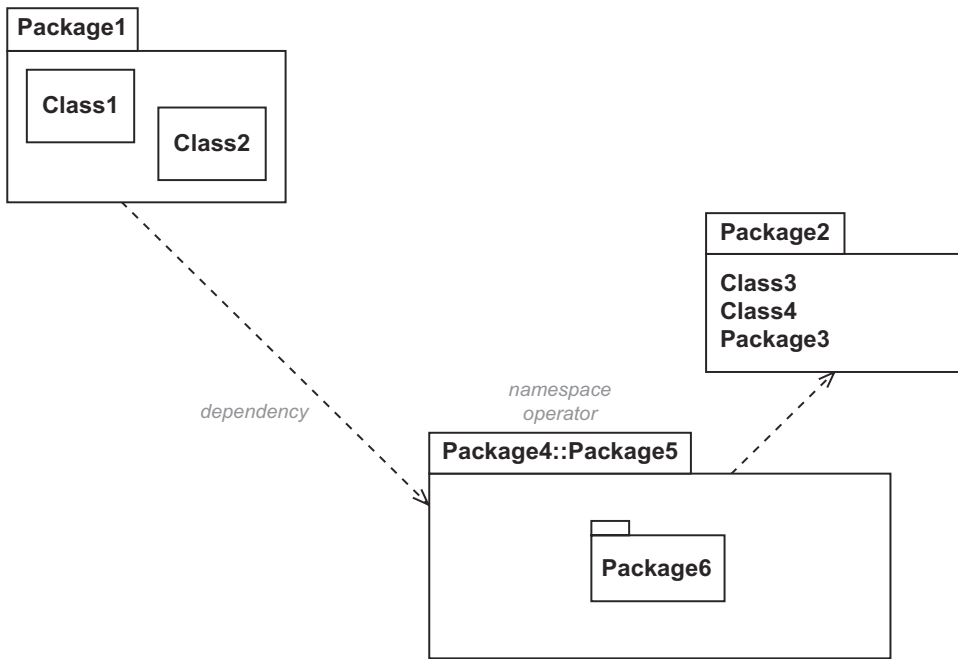 Package1
Class1
Class2
Package2
Class3
Class4
Package3
dependency
namespace
operator
Package4::Package5
Package6